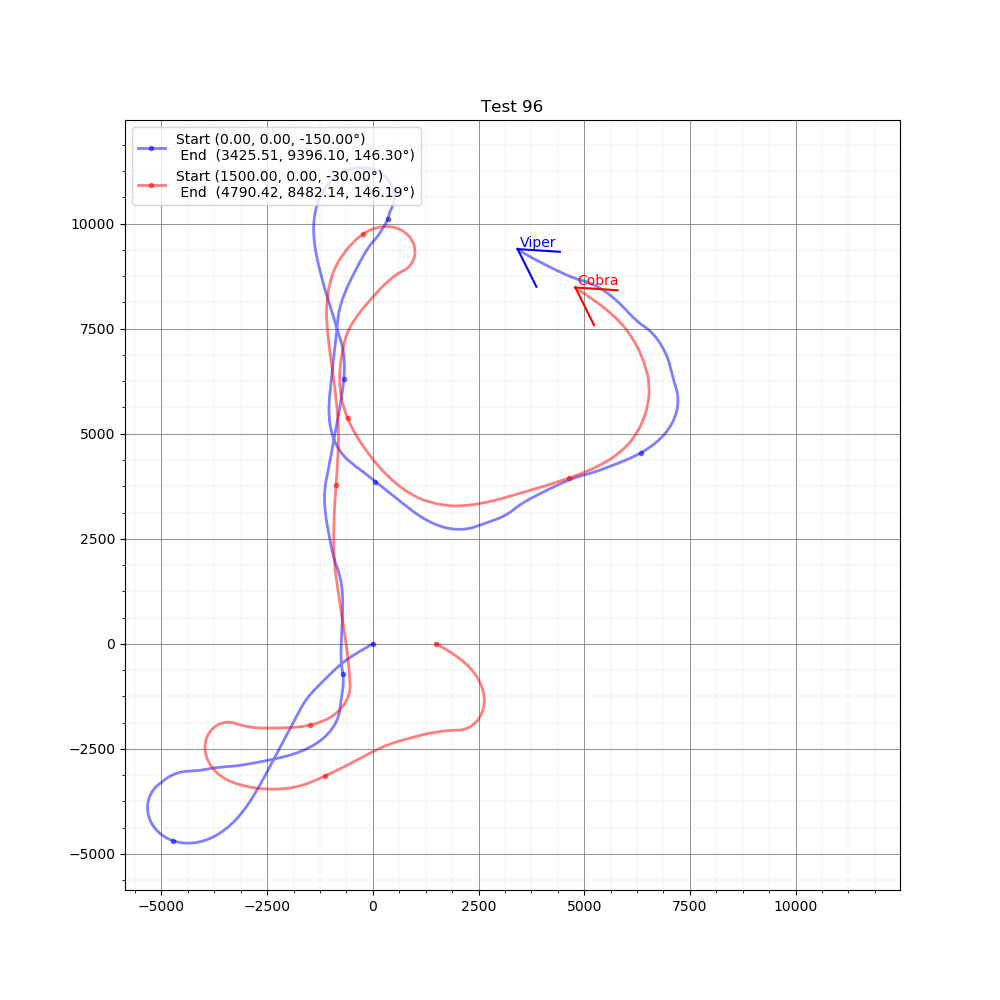 Test 96
Start (0.00, 0.00, -150.00°)
End (3425.51, 9396.10, 146.30°)
Start (1500.00, 0.00, -30.00°)
End (4790.42, 8482.14, 146.19°)
Viper
Cobra
10000
7500
5000
2500
0
−2500
−5000
−5000 −2500 0 2500 5000 7500 10000